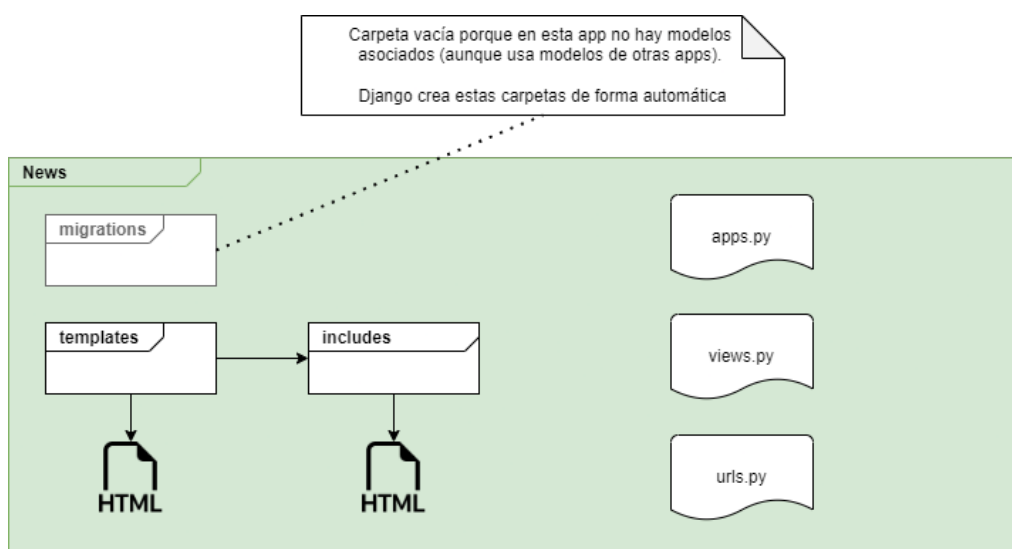 Carpeta vacía porque en esta app no hay modelos
asociados (aunque usa modelos de otras apps).
Django crea estas carpetas de forma automática
News
migrations
apps.py
templates
includes
views.py
HTML
HTML
urls.py